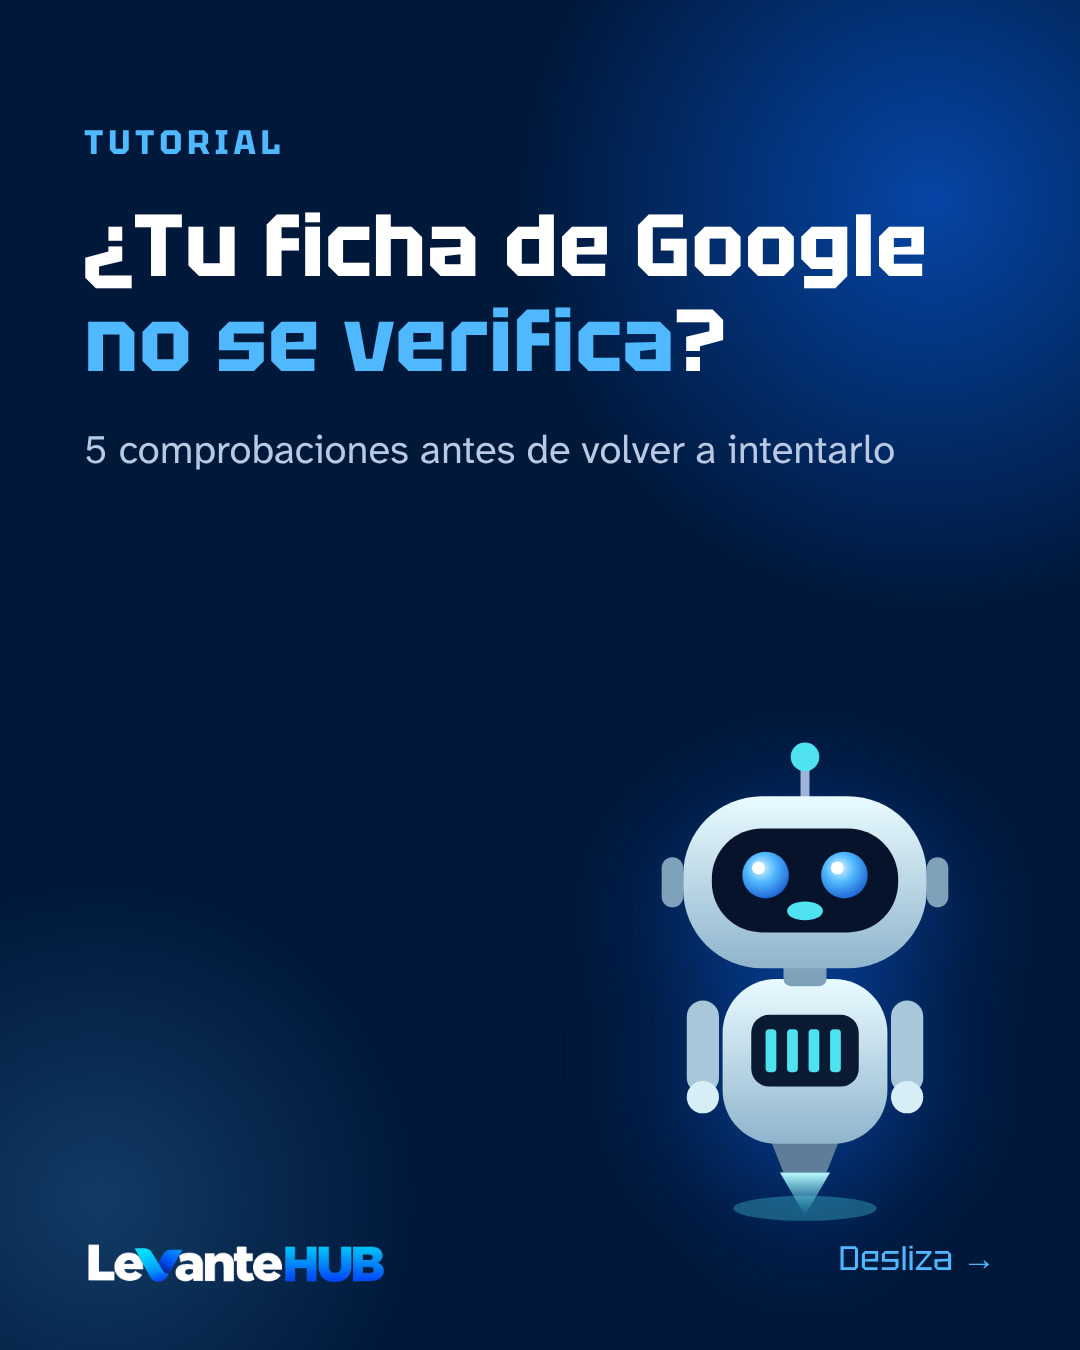 TUTORIAL
¿Tu ficha de Google
no se verifica?
5 comprobaciones antes de volver a intentarlo
LevanteHUB
Desliza →